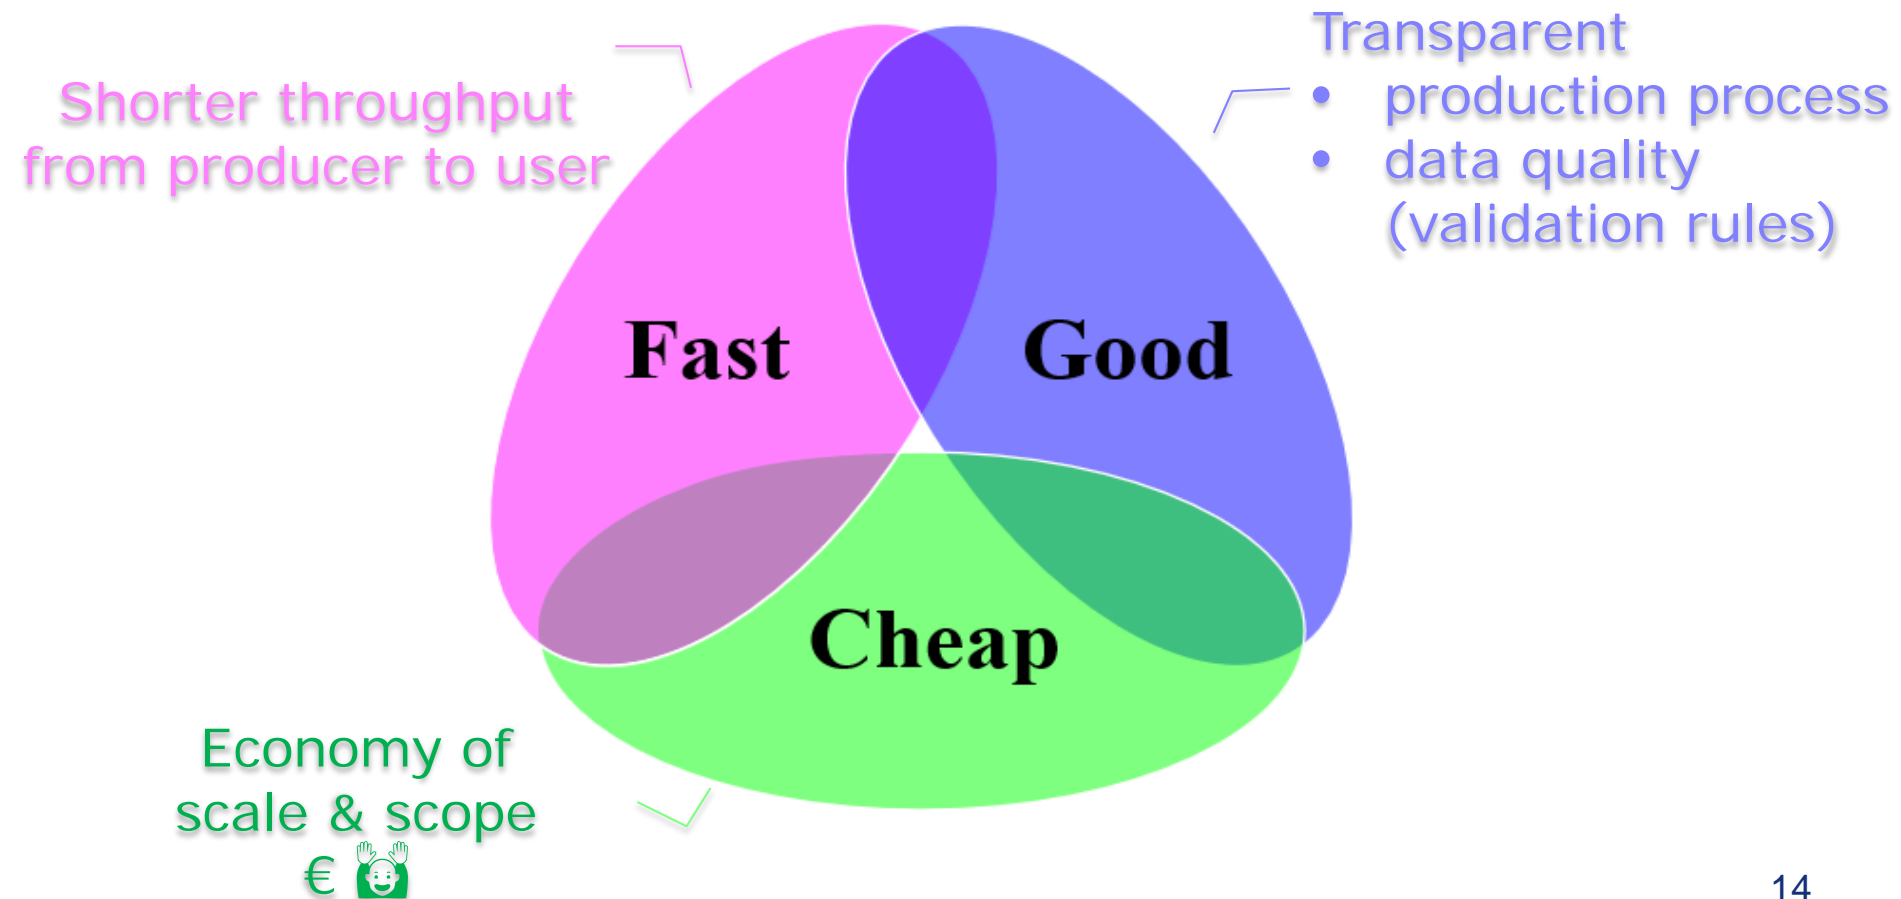 Shorter throughput
from producer to user
Transparent
• production process
• data quality
(validation rules)
Fast
Good
Cheap
Economy of
scale & scope
€ 🙌
14